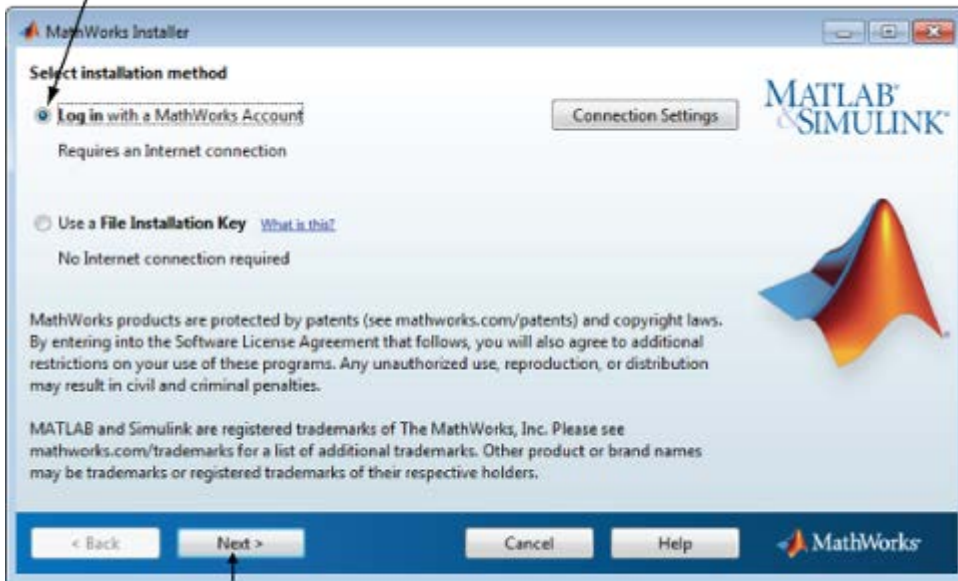 MathWorks Installer
Select installation method
Log in with a MathWorks Account
Connection Settings
MATLAB®
&SIMULINK®
Requires an Internet connection
Use a File Installation Key What is this?
No Internet connection required
MathWorks products are protected by patents (see mathworks.com/patents) and copyright laws.
By entering into the Software License Agreement that follows, you will also agree to additional
restrictions on your use of these programs. Any unauthorized use, reproduction, or distribution
may result in civil and criminal penalties.
MATLAB and Simulink are registered trademarks of The MathWorks, Inc. Please see
mathworks.com/trademarks for a list of additional trademarks. Other product or brand names
may be trademarks or registered trademarks of their respective holders.
< Back
Next >
Cancel
Help
MathWorks®